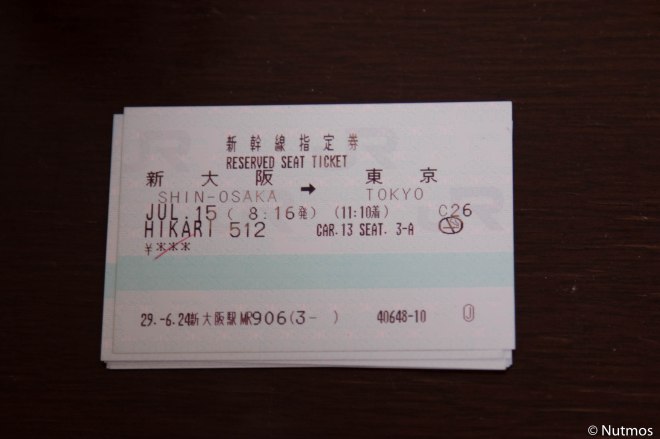 新幹線指定券
RESERVED SEAT TICKET
新大阪 → 東京
SHIN-OSAKA TOKYO
JUL.15 ( 8:16発) (11:10着) C26
HIKARI 512 CAR.13 SEAT. 3-A
¥***
29.-6.24新大阪駅MR906(3- ) 40648-10
© Nutmos